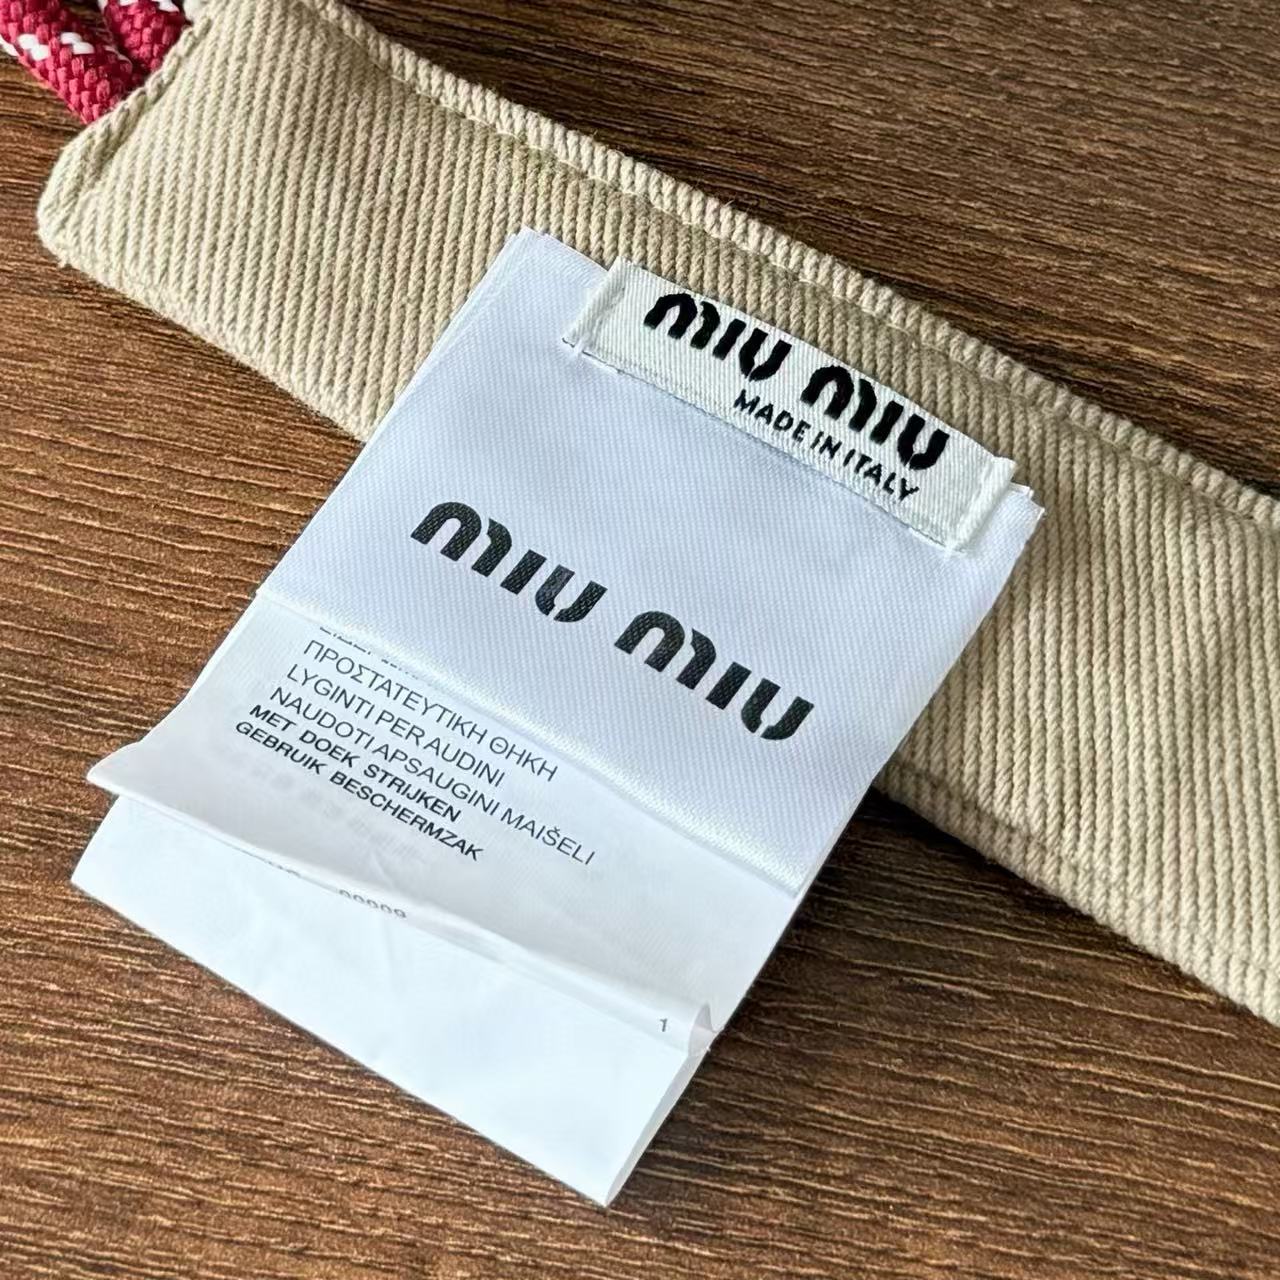 MIU MIU
MADE IN ITALY
MIU MIU
ΠΡΟΣΤΑΤΕΥΤΙΚΗ ΘΗΚΗ
LYGINTI PER AUDINI
NAUDOTI APSAUGINI MAIŠELI
MET DOEK STRIJKEN
GEBRUIK BESCHERMZAK
1